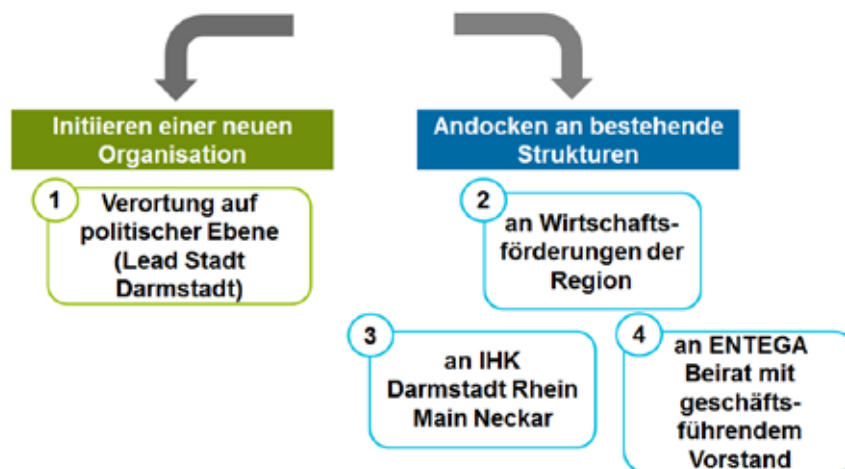 Initiieren einer neuen
Organisation
Andocken an bestehende
Strukturen
1
Verortung auf
politischer Ebene
(Lead Stadt
Darmstadt)
2
an Wirtschafts-
förderungen der
Region
3
an IHK
Darmstadt Rhein
Main Neckar
4
an ENTEGA
Beirat mit
geschäfts-
führendem
Vorstand